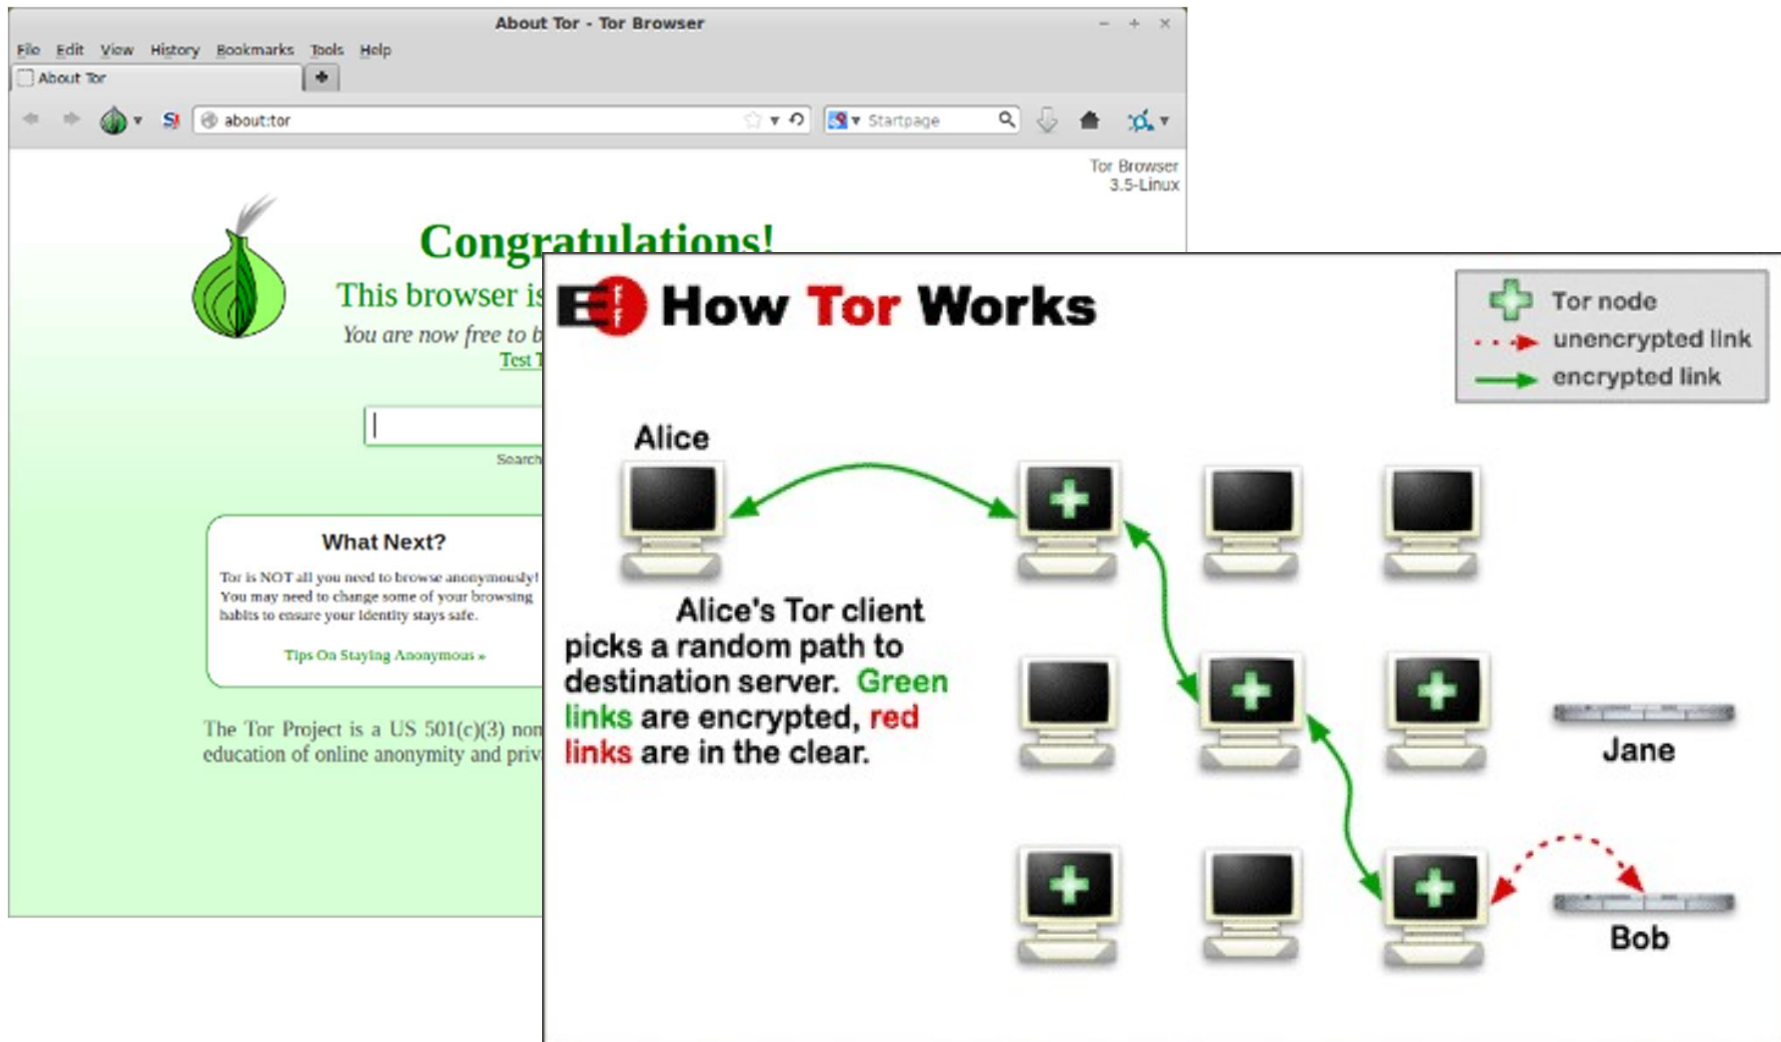 About Tor - Tor Browser
File Edit View History Bookmarks Tools Help
About Tor
about:tor
Startpage
Tor Browser
3.5-Linux
Congratulations!
This browser is
You are now free to b
Test T
Search
What Next?
Tor is NOT all you need to browse anonymously!
You may need to change some of your browsing
habits to ensure your identity stays safe.
Tips On Staying Anonymous »
The Tor Project is a US 501(c)(3) non
education of online anonymity and priv
EFF How Tor Works
Tor node
unencrypted link
encrypted link
Alice
Alice's Tor client
picks a random path to
destination server. Green
links are encrypted, red
links are in the clear.
Jane
Bob